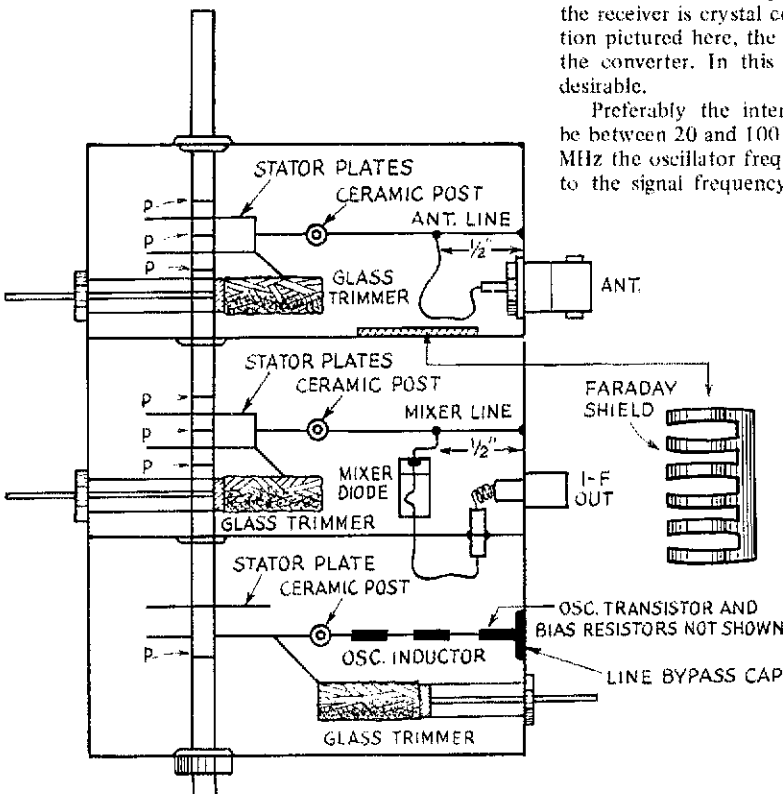 the receiver is crystal co
tion pictured here, the
the converter. In this
desirable.
Preferably the inter
be between 20 and 100
MHz the oscillator freq
to the signal frequency
STATOR PLATES
CERAMIC POST
ANT. LINE
P
P
P
1/2"
GLASS
TRIMMER
ANT.
STATOR PLATES
CERAMIC POST
MIXER LINE
P
P
P
1/2"
MIXER
DIODE
I-F
OUT
GLASS TRIMMER
FARADAY
SHIELD
STATOR PLATE
CERAMIC POST
P
OSC. INDUCTOR
OSC. TRANSISTOR AND
BIAS RESISTORS NOT SHOWN
LINE BYPASS CAP
GLASS TRIMMER